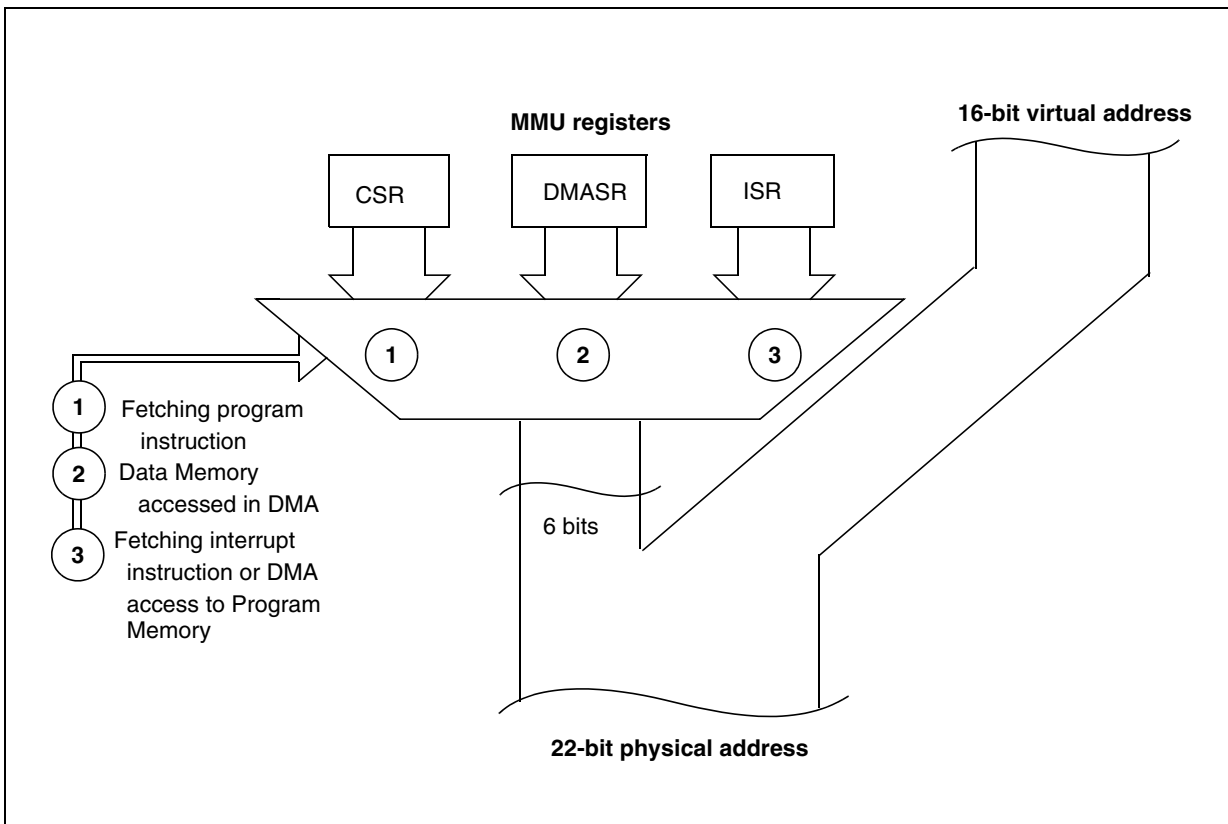 16-bit virtual address
MMU registers
CSR
DMASR
ISR
1
2
3
1
Fetching program
instruction
2
Data Memory
accessed in DMA
3
Fetching interrupt
instruction or DMA
access to Program
Memory
6 bits
22-bit physical address